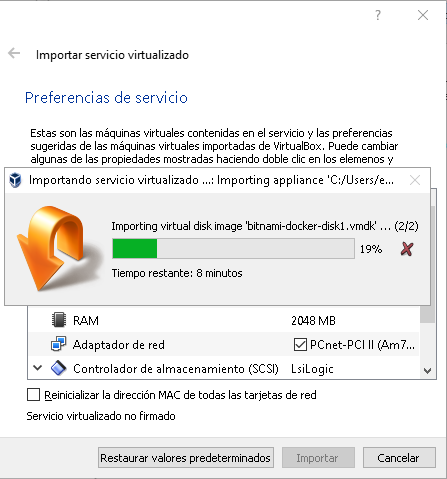 ?
Importar servicio virtualizado
Preferencias de servicio
Estas son las máquinas virtuales contenidas en el servicio y las preferencias
sugeridas de las máquinas virtuales importadas de VirtualBox. Puede cambiar
algunas de las propiedades mostradas haciendo doble clic en los elemenos y
Importando servicio virtualizado ...: Importing appliance 'C:/Users/e...
Importing virtual disk image 'bitnami-docker-disk1.vmdk' ... (2/2)
19%
Tiempo restante: 8 minutos
RAM 2048 MB
Adaptador de red PCnet-PCI II (Am7...
Controlador de almacenamiento (SCSI) LsiLogic
Reinicializar la dirección MAC de todas las tarjetas de red
Servicio virtualizado no firmado
Restaurar valores predeterminados Importar Cancelar